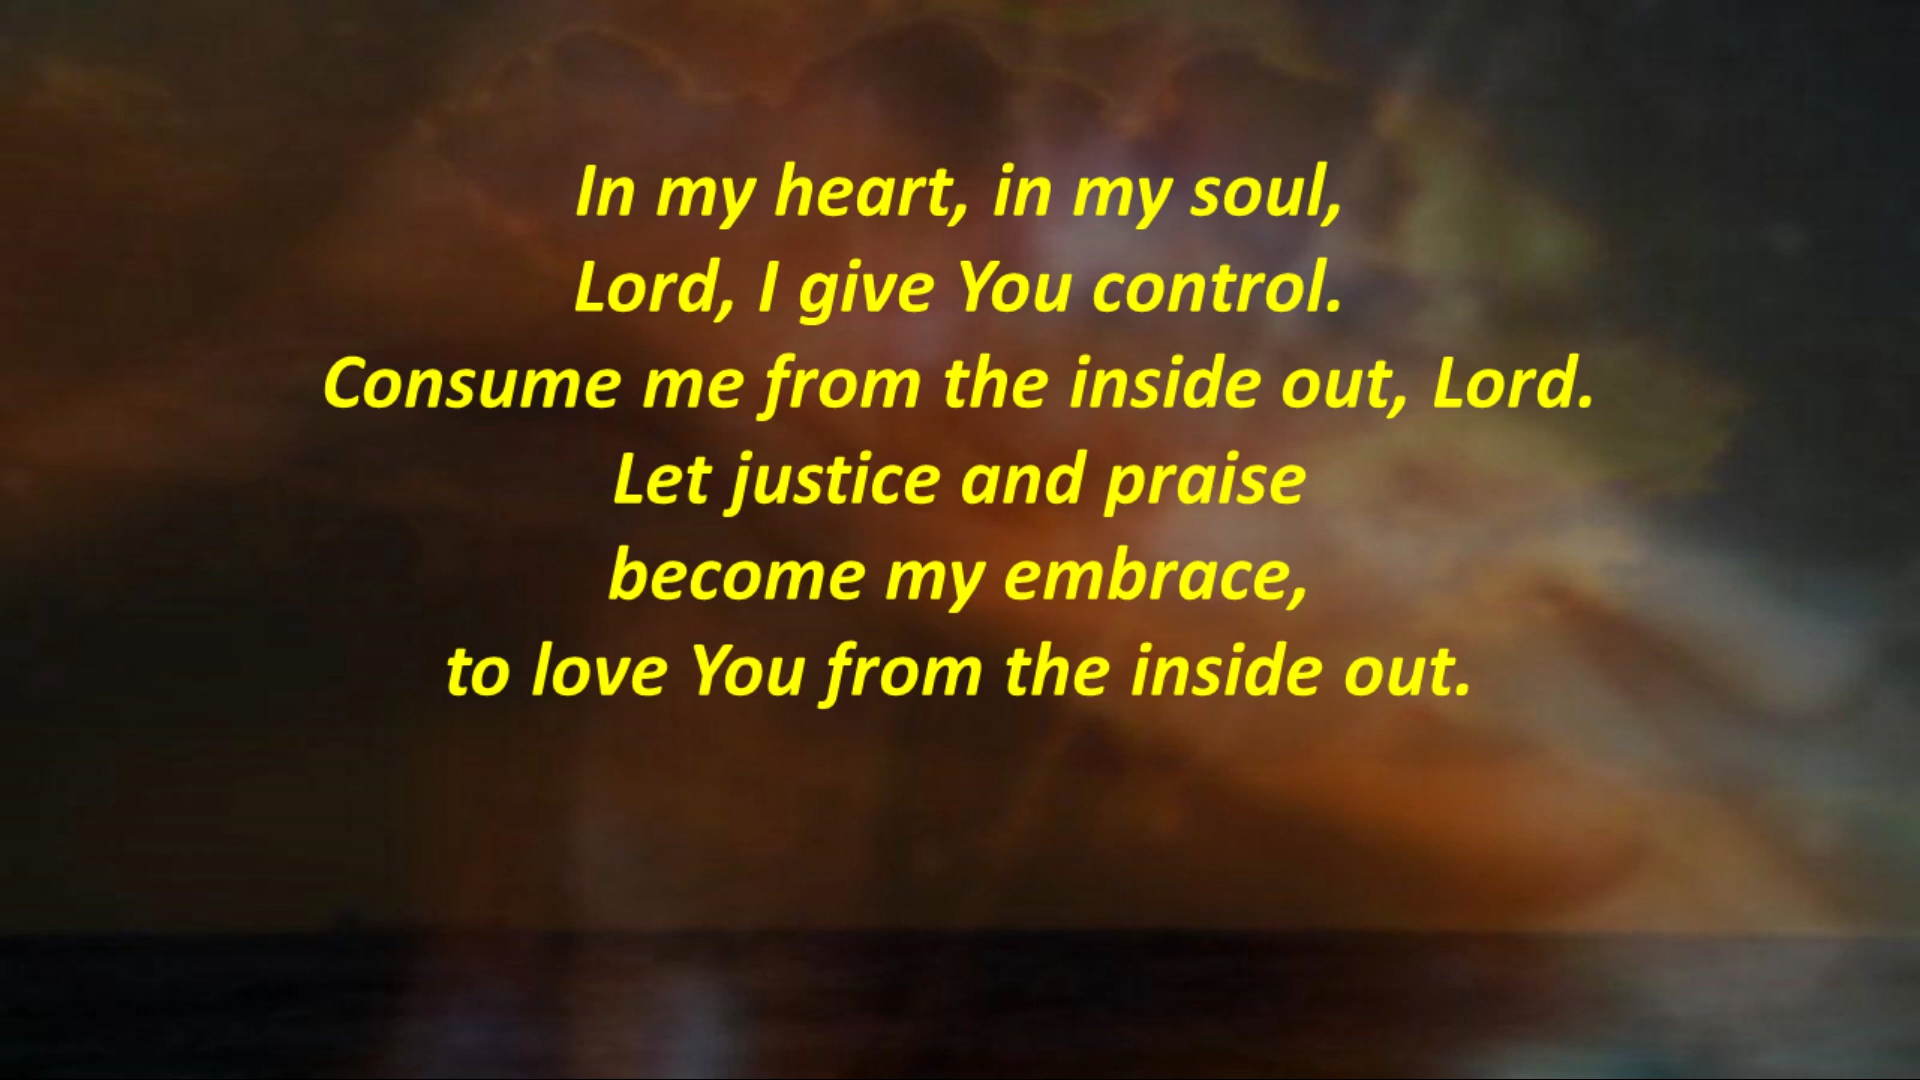 In my heart, in my soul,
Lord, I give You control.
Consume me from the inside out, Lord.
Let justice and praise
become my embrace,
to love You from the inside out.